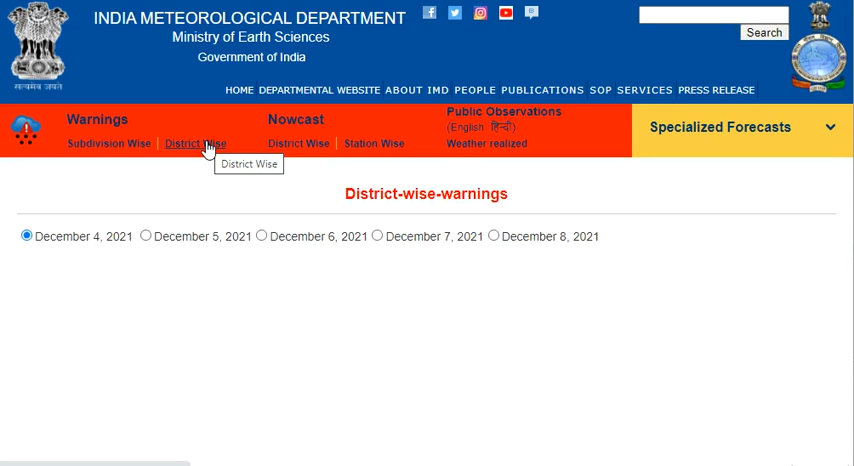 INDIA METEOROLOGICAL DEPARTMENT
Ministry of Earth Sciences
Government of India
सत्यमेव जयते
Search
HOME DEPARTMENTAL WEBSITE ABOUT IMD PEOPLE PUBLICATIONS SOP SERVICES PRESS RELEASE
Warnings
Subdivision Wise District Wise
District Wise
Nowcast
District Wise Station Wise
Public Observations
(English हिन्दी)
Weather realized
Specialized Forecasts
District-wise-warnings
December 4, 2021 December 5, 2021 December 6, 2021 December 7, 2021 December 8, 2021